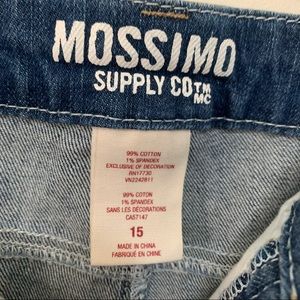 MOSSIMO
SUPPLY CO TM MC
99% COTTON
1% SPANDEX
EXCLUSIVE OF DECORATION
RN17730
VN2242811
99% COTON
1% SPANDEX
SANS LES DÉCORATIONS
CA57147
15
MADE IN CHINA
FABRIQUÉ EN CHINE